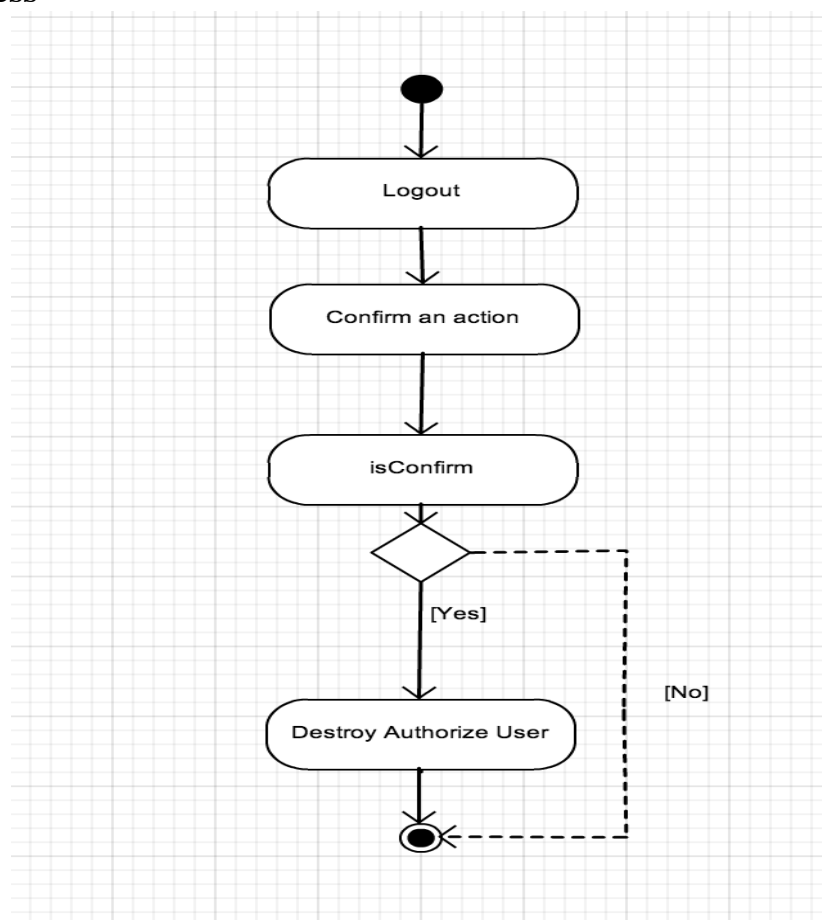 Logout
Confirm an action
isConfirm
[Yes]
[No]
Destroy Authorize User